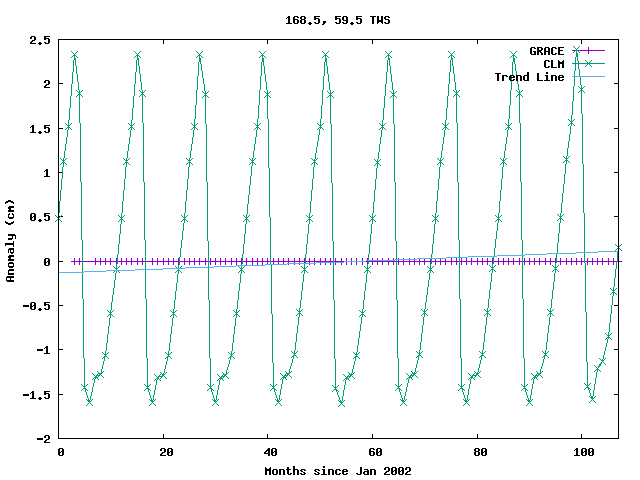 168.5, 59.5 TWS
GRACE
CLM
Trend Line
2.5
2
1.5
1
0.5
0
-0.5
-1
-1.5
-2
Anomaly (cm)
0 20 40 60 80 100
Months since Jan 2002